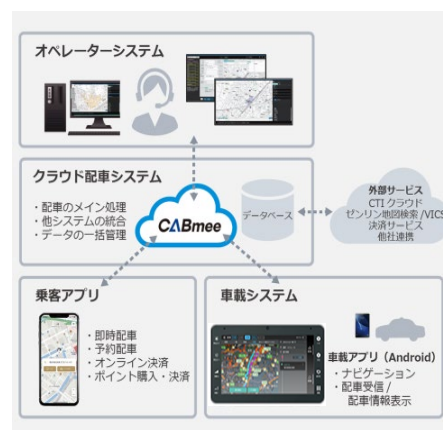 オペレーターシステム
クラウド配車システム
・配車のメイン処理
・他システムの統合
・データの一括管理
CABmee
データベース
外部サービス
CTIクラウド
ゼンリン地図検索/VICS
決済サービス
他社連携
乗客アプリ
・即時配車
・予約配車
・オンライン決済
・ポイント購入・決済
車載システム
車載アプリ（Android）
・ナビゲーション
・配車受信 /
配車情報表示